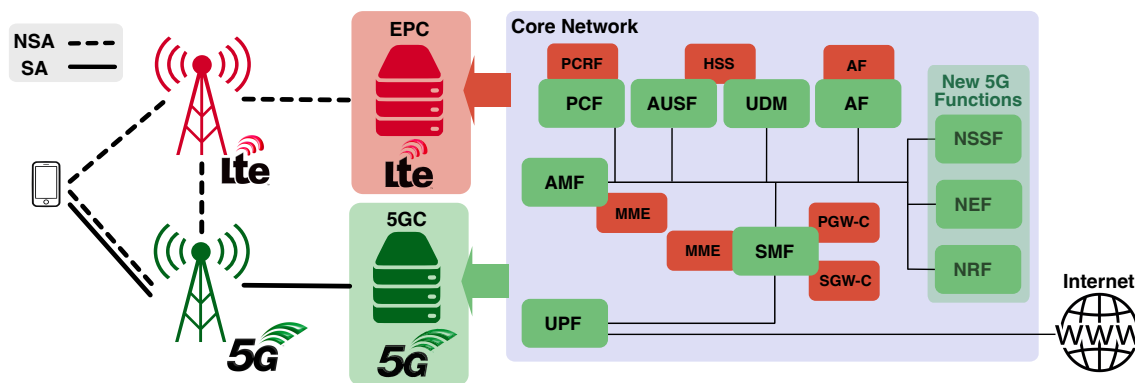 NSA
SA
EPC
Lte
Lte
5GC
5G
5G
Core Network
PCRF
HSS
AF
PCF
AUSF
UDM
AF
New 5G
Functions
NSSF
NEF
NRF
AMF
MME
MME
SMF
PGW-C
SGW-C
UPF
Internet
WWW